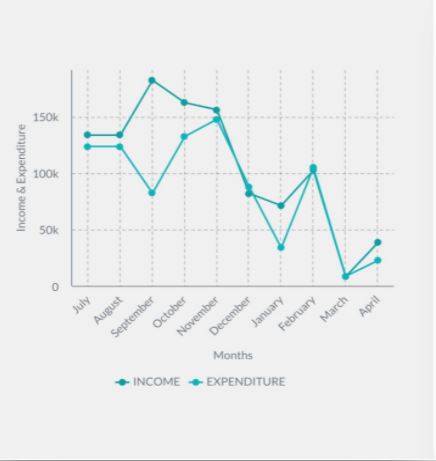 Income & Expenditure
150k
100k
50k
0
July
August
September
October
November
December
January
February
March
April
Months
INCOME EXPENDITURE